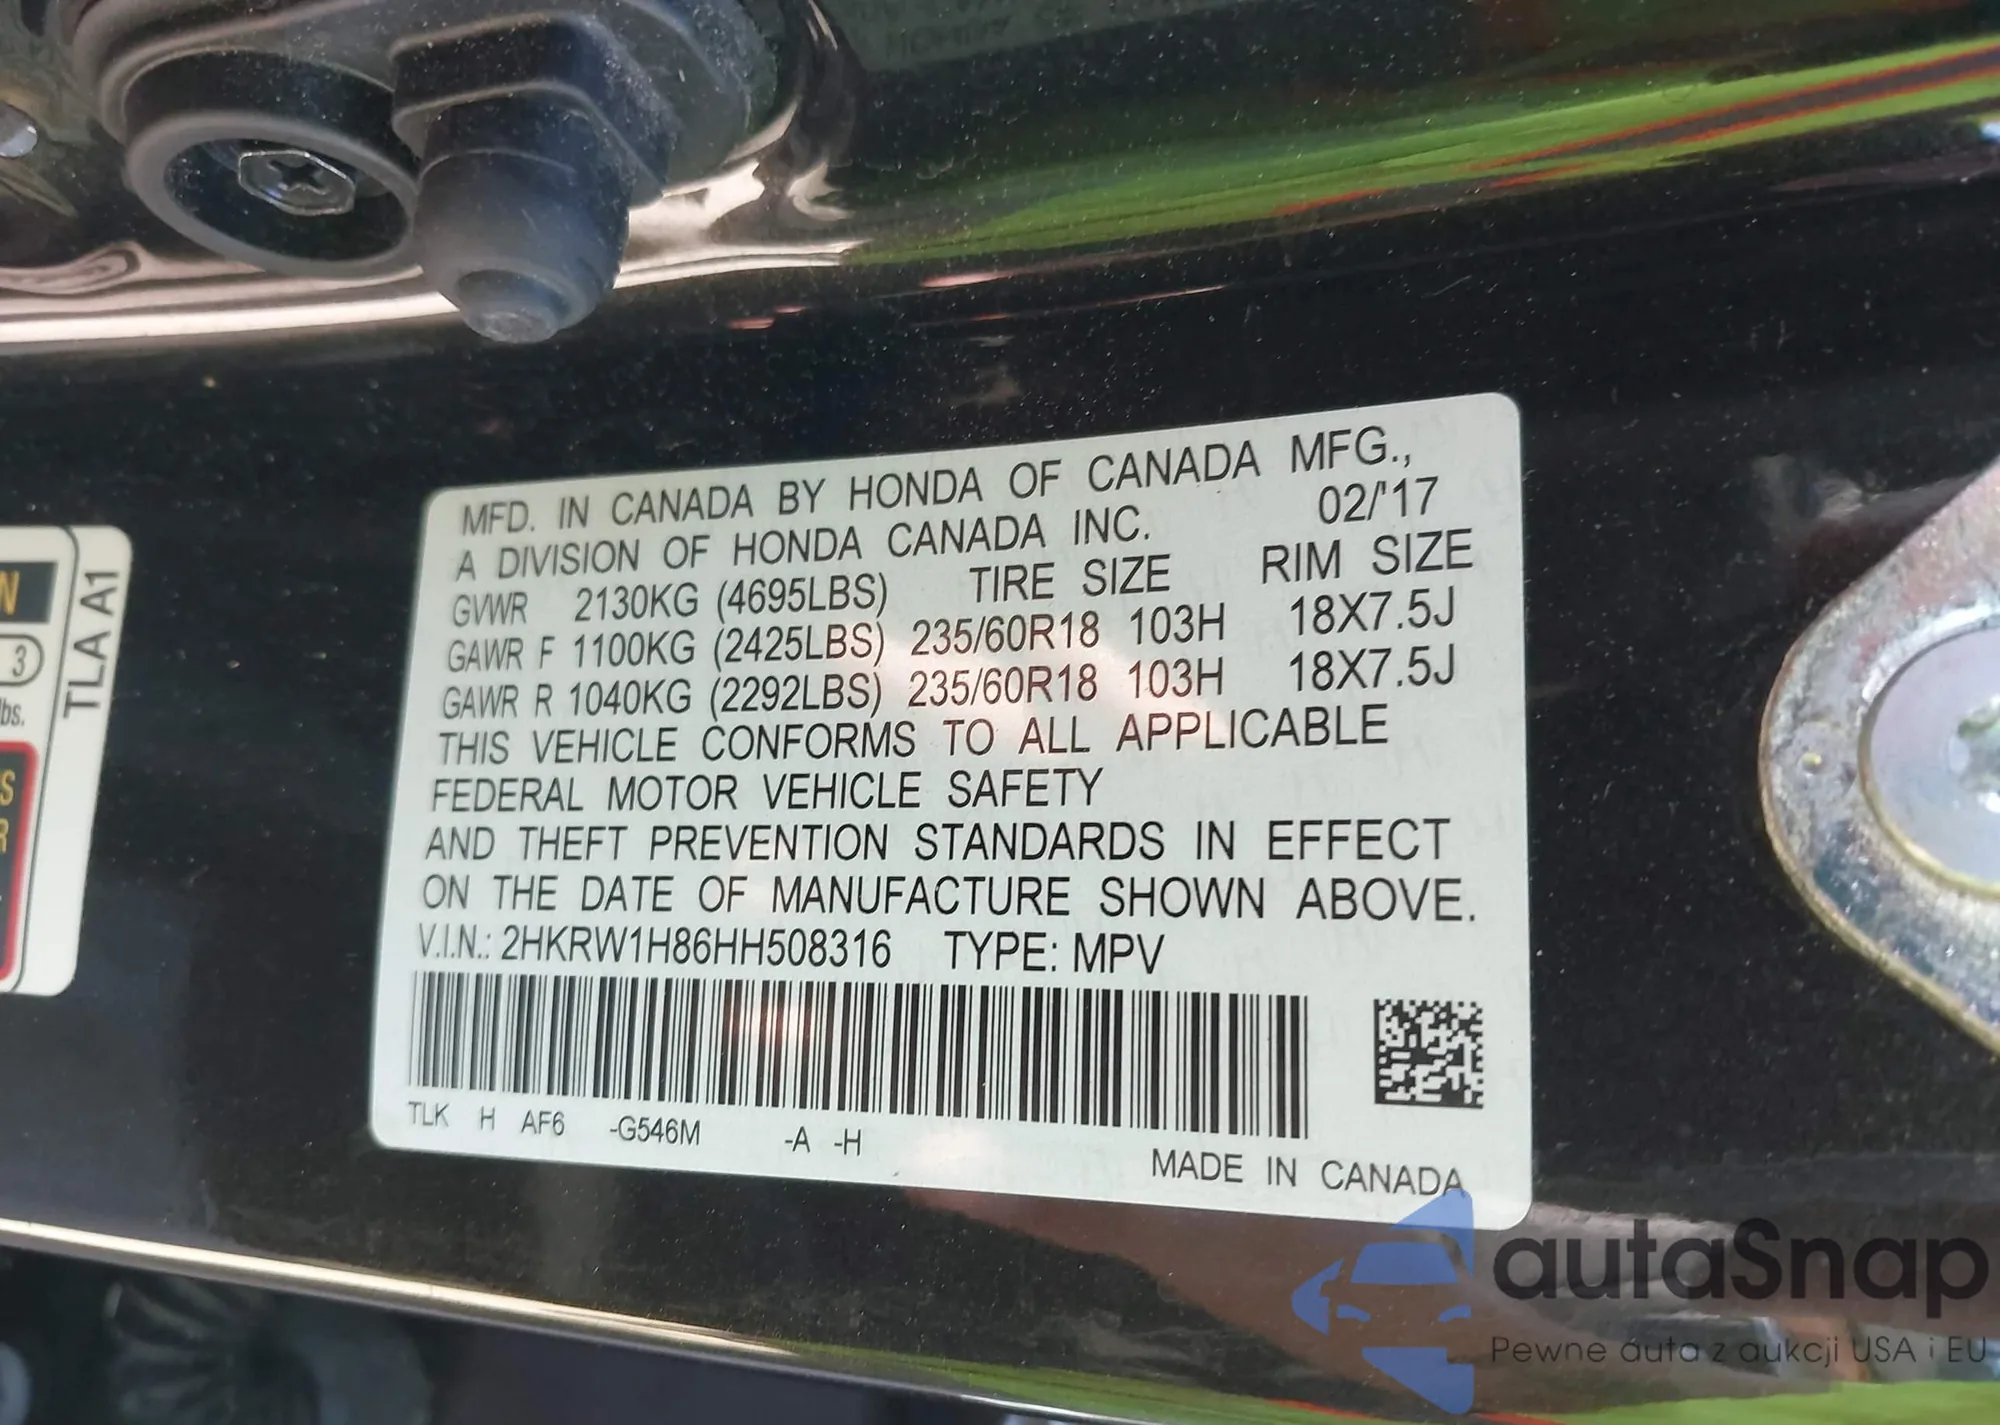 MFD. IN CANADA BY HONDA OF CANADA MFG.,
A DIVISION OF HONDA CANADA INC. 02/'17
GVWR 2130KG (4695LBS) TIRE SIZE RIM SIZE
GAWR F 1100KG (2425LBS) 235/60R18 103H 18X7.5J
GAWR R 1040KG (2292LBS) 235/60R18 103H 18X7.5J
THIS VEHICLE CONFORMS TO ALL APPLICABLE
FEDERAL MOTOR VEHICLE SAFETY
AND THEFT PREVENTION STANDARDS IN EFFECT
ON THE DATE OF MANUFACTURE SHOWN ABOVE.
V.I.N.: 2HKRW1H86HH508316 TYPE: MPV
TLK H AF6 -G546M -A -H
MADE IN CANADA
TLA A1
N
3
lbs.
S
R
autaSnap
Pewne auta z aukcji USA i EU